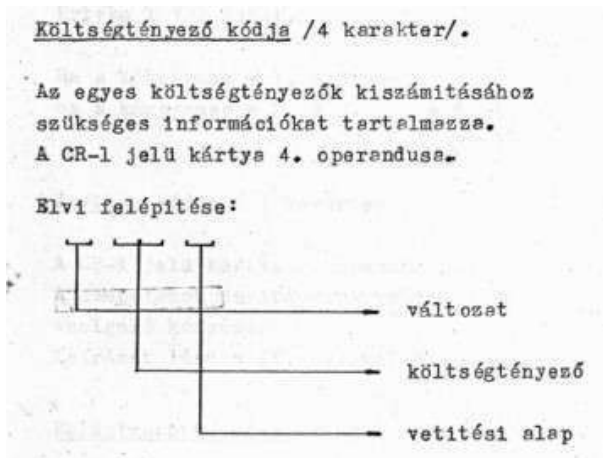 Költségtényező kódja /4 karakter/.
Az egyes költségtényezők kiszámitásához
szükséges információkat tartalmazza.
A CR-1 jelü kártya 4. operandusa.
Elvi felépitése:
változat
költségtényező
vetitési alap